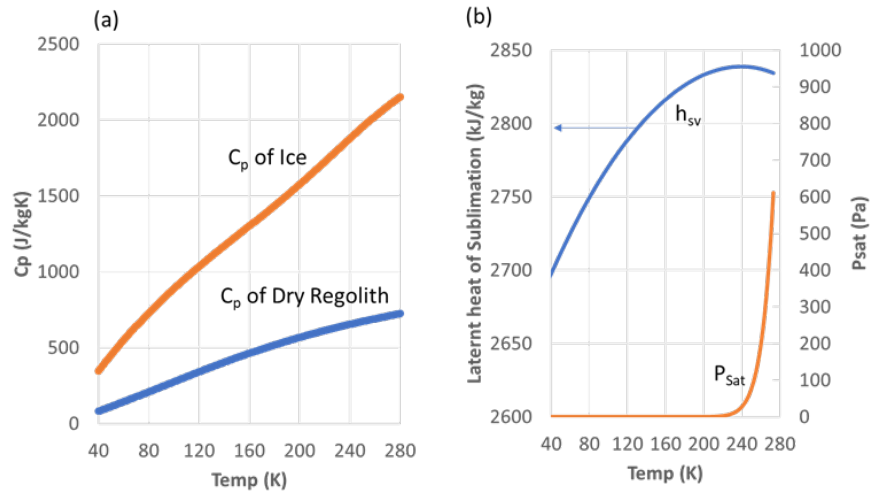 (a)
2500
2000
1500
1000
500
0
Cp (J/kgK)
Cp of Ice
Cp of Dry Regolith
40 80 120 160 200 240 280
Temp (K)
(b)
2850
2800
2750
2700
2650
2600
Laternt heat of Sublimation (kJ/kg)
hsv
PSat
1000
900
800
700
600
500
400
300
200
100
0
Psat (Pa)
40 80 120 160 200 240 280
Temp (K)